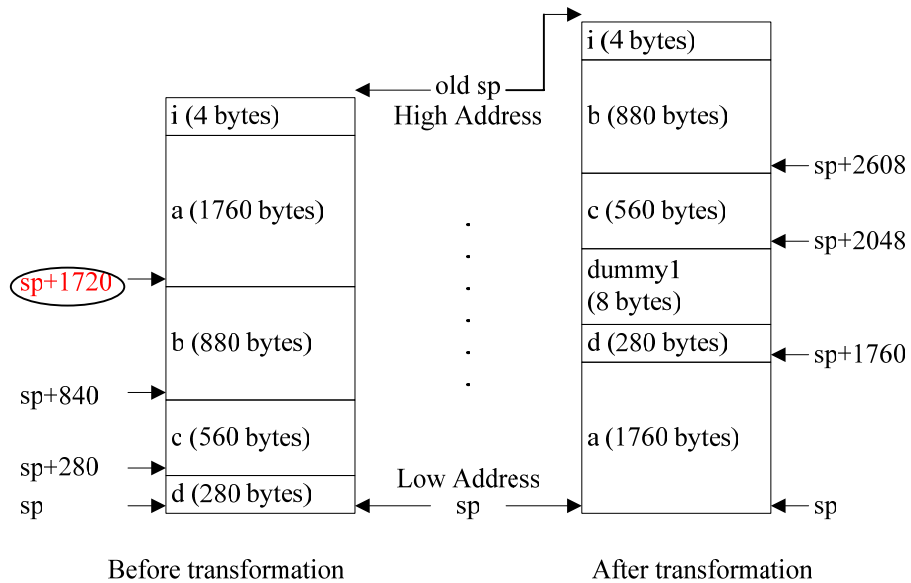 i (4 bytes)
a (1760 bytes)
b (880 bytes)
c (560 bytes)
d (280 bytes)
sp+1720
sp+840
sp+280
sp
Before transformation
old sp
High Address
Low Address
sp
i (4 bytes)
b (880 bytes)
c (560 bytes)
dummy1
(8 bytes)
d (280 bytes)
a (1760 bytes)
sp+2608
sp+2048
sp+1760
sp
After transformation